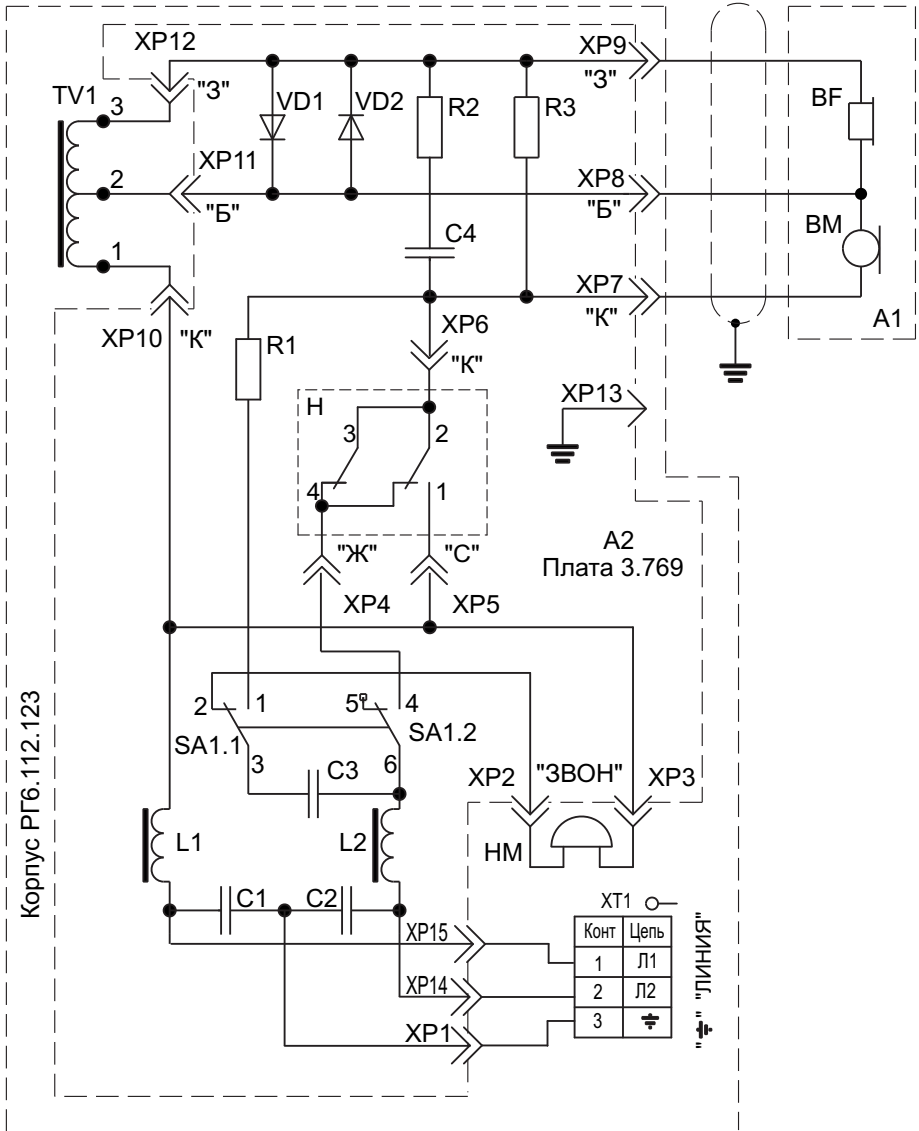 XP12
XP9
"З"
"З"
TV1
3
VD1
VD2
R2
R3
BF
XP11
2
"Б"
XP8
"Б"
BM
C4
1
XP7
"К"
A1
XP10
"К"
R1
XP6
"К"
XP13
Н
3
2
4
1
"Ж"
"С"
A2
Плата 3.769
XP4
XP5
Корпус РГ6.112.123
2
1
5
4
SA1.1
SA1.2
3
C3
6
XP2
"ЗВОН"
XP3
L1
L2
HM
C1
C2
XT1
XP15
Конт
Цепь
1
Л1
XP14
2
Л2
XP1
3
"ЛИНИЯ"
" "